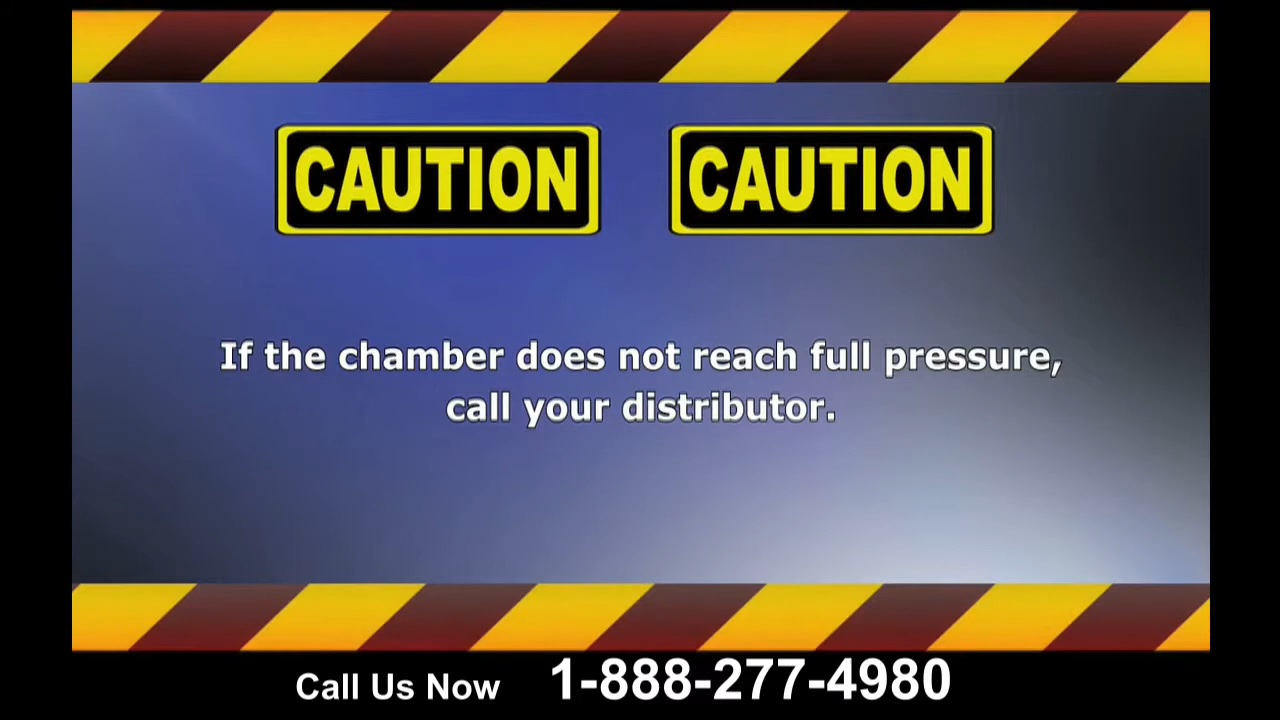 CAUTION CAUTION
If the chamber does not reach full pressure,
call your distributor.
Call Us Now 1-888-277-4980